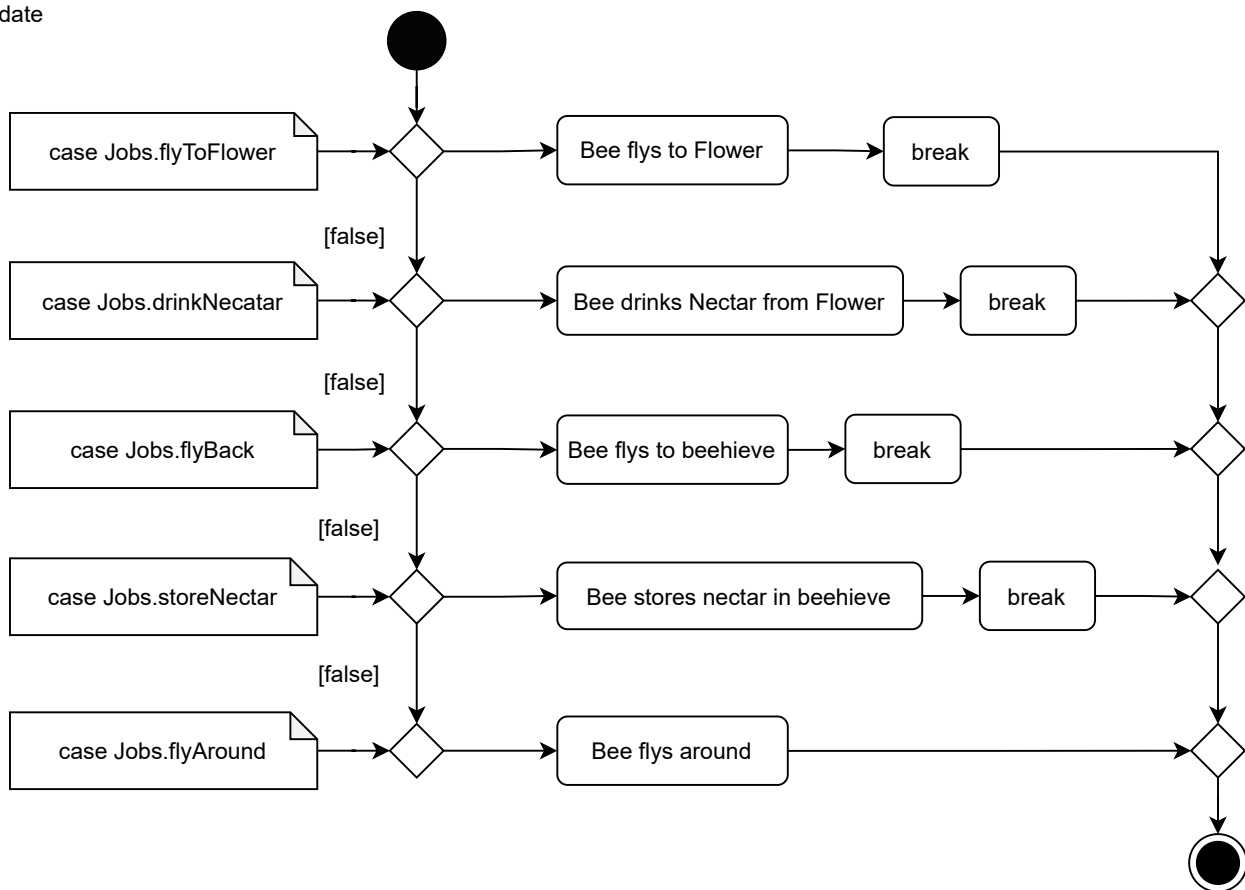 date
case Jobs.flyToFlower
Bee flys to Flower
break
[false]
case Jobs.drinkNecatar
Bee drinks Nectar from Flower
break
[false]
case Jobs.flyBack
Bee flys to beehieve
break
[false]
case Jobs.storeNectar
Bee stores nectar in beehieve
break
[false]
case Jobs.flyAround
Bee flys around